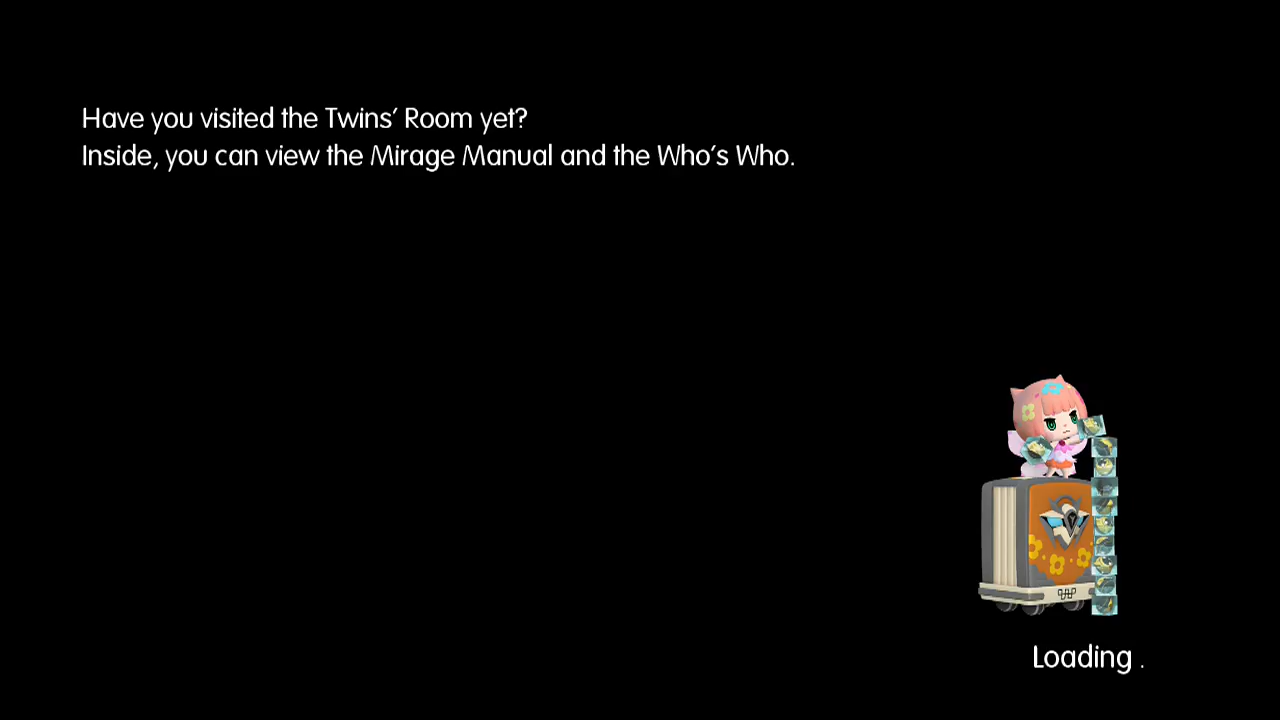 Have you visited the Twins' Room yet?
Inside, you can view the Mirage Manual and the Who's Who.
Loading .